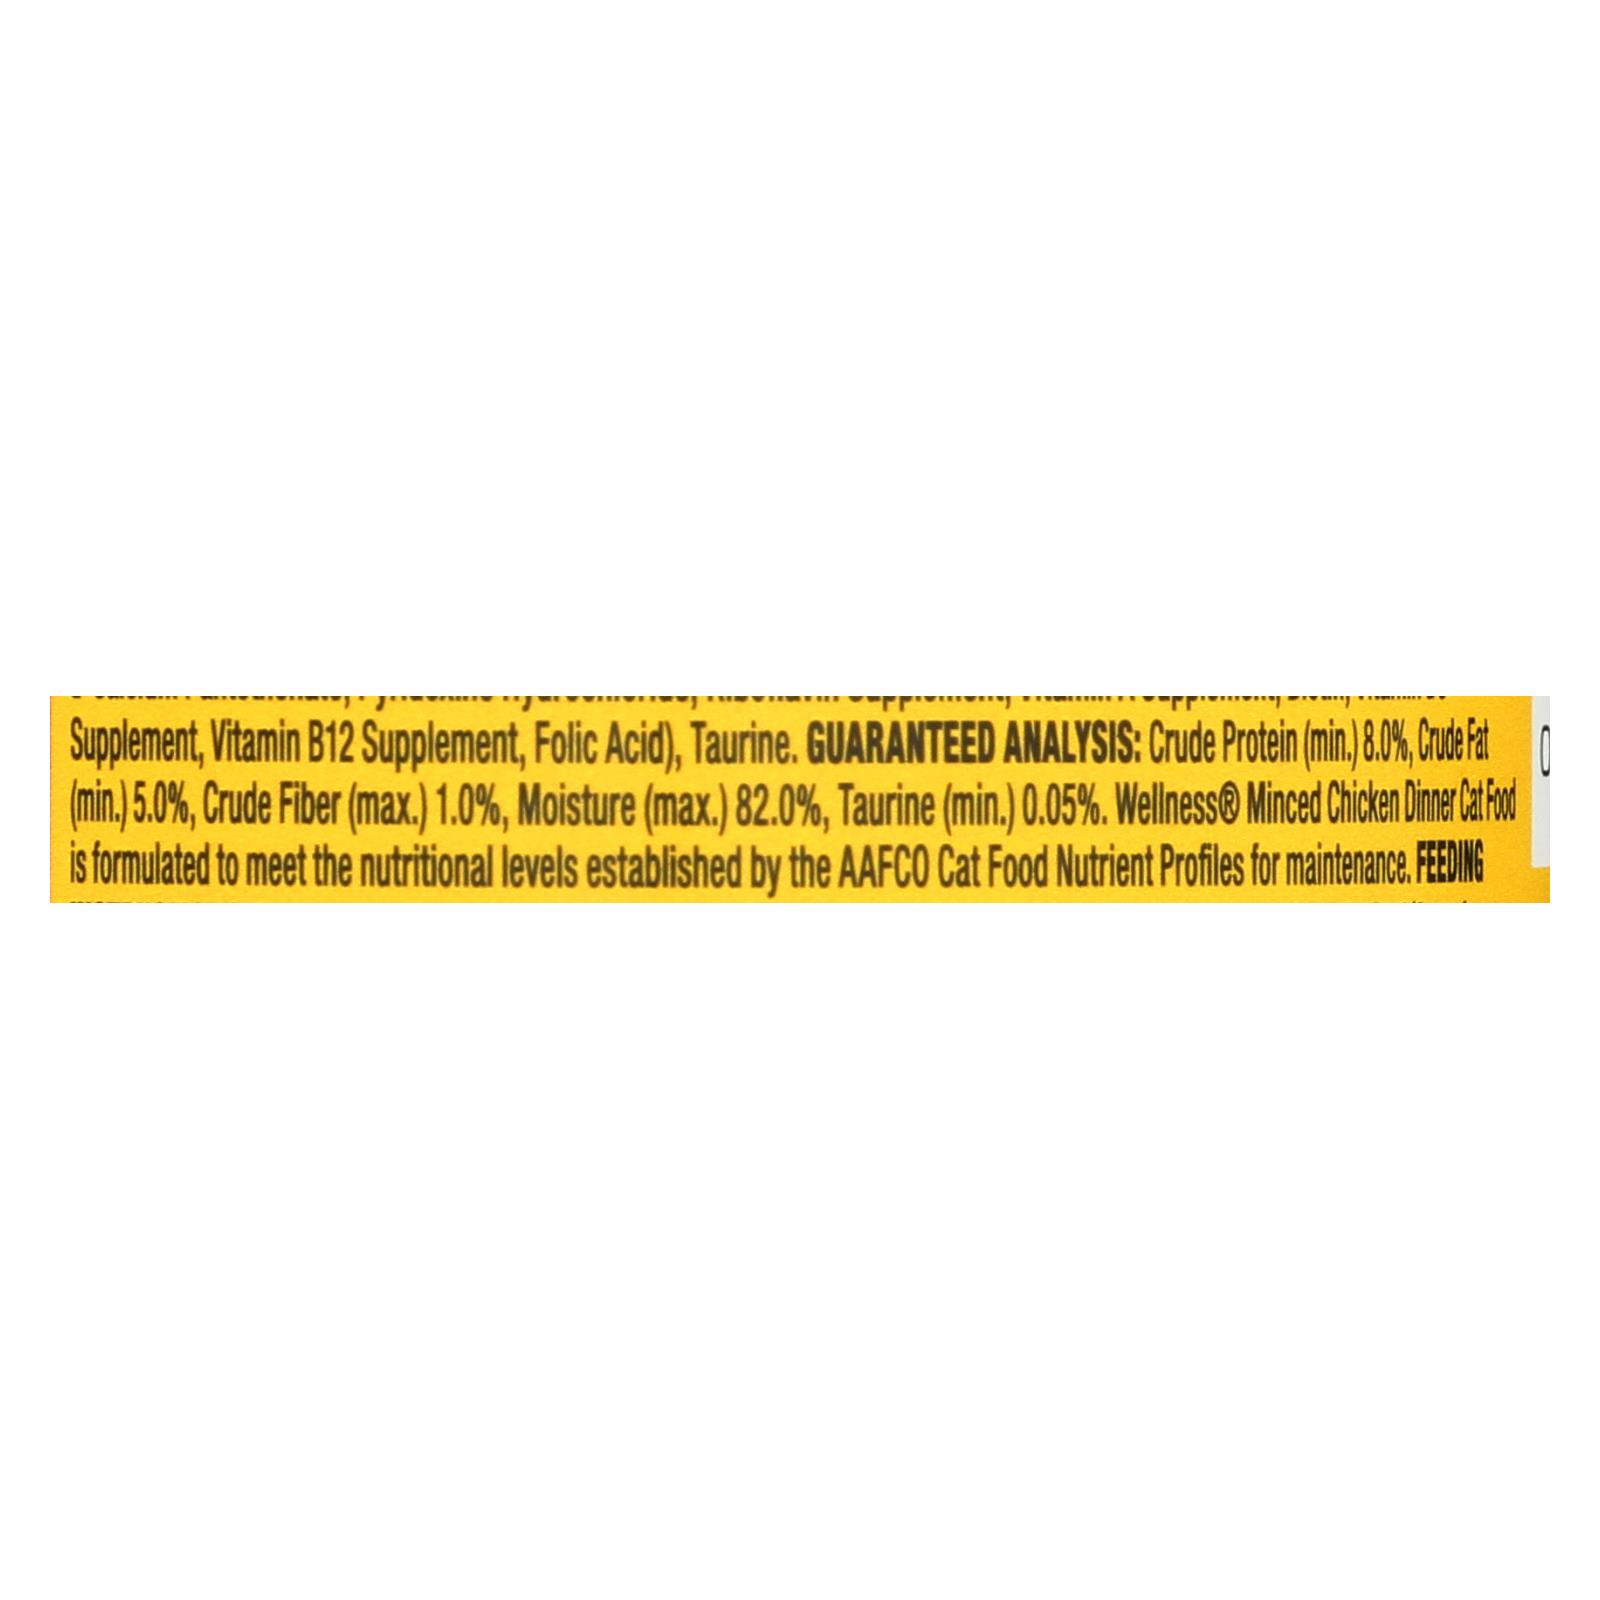 Supplement, Vitamin B12 Supplement, Folic Acid), Taurine. GUARANTEED ANALYSIS: Crude Protein (min.) 8.0%, Crude Fat
(min.) 5.0%, Crude Fiber (max.) 1.0%, Moisture (max.) 82.0%, Taurine (min.) 0.05%. Wellness® Minced Chicken Dinner Cat Food
is formulated to meet the nutritional levels established by the AAFCO Cat Food Nutrient Profiles for maintenance. FEEDING